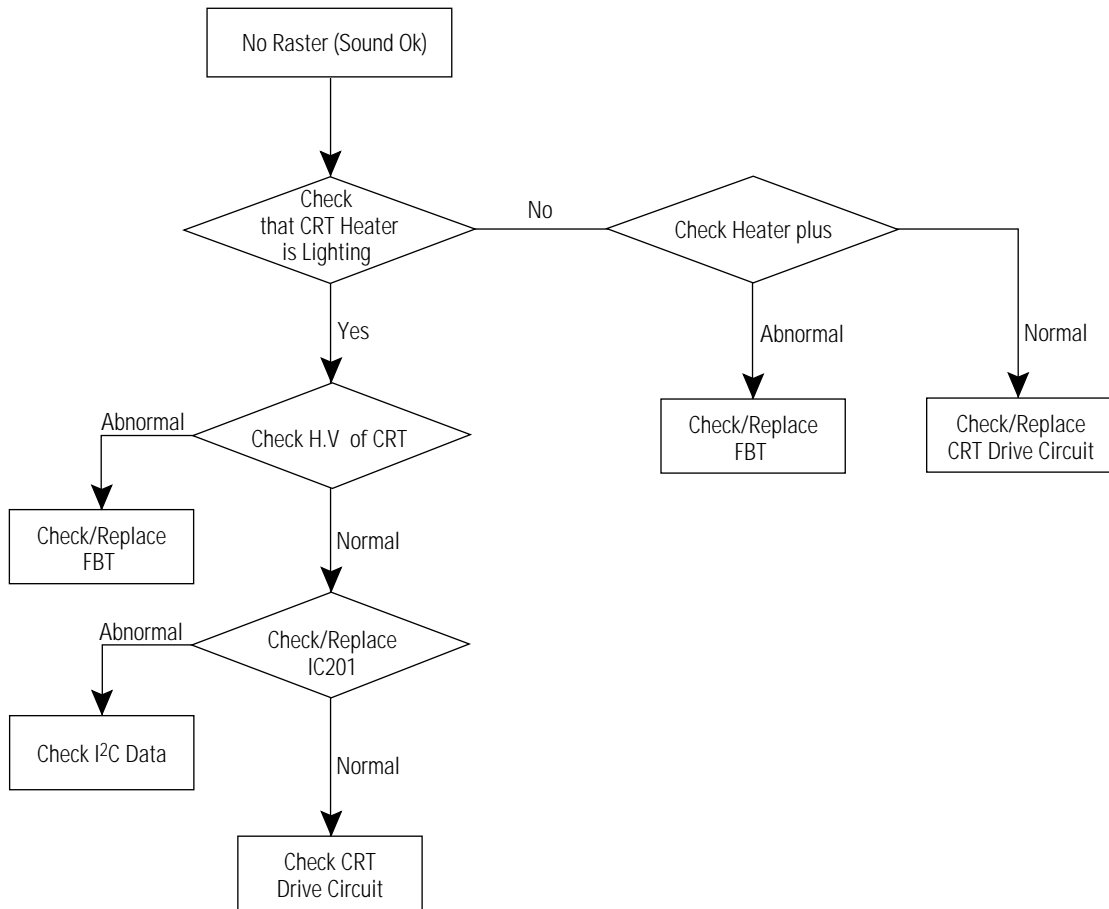 No Raster (Sound Ok)
Check
that CRT Heater
is Lighting
No
Check Heater plus
Yes
Abnormal
Normal
Check/Replace
FBT
Check/Replace
CRT Drive Circuit
Abnormal
Check H.V of CRT
Check/Replace
FBT
Normal
Abnormal
Check/Replace
IC201
Check I²C Data
Normal
Check CRT
Drive Circuit